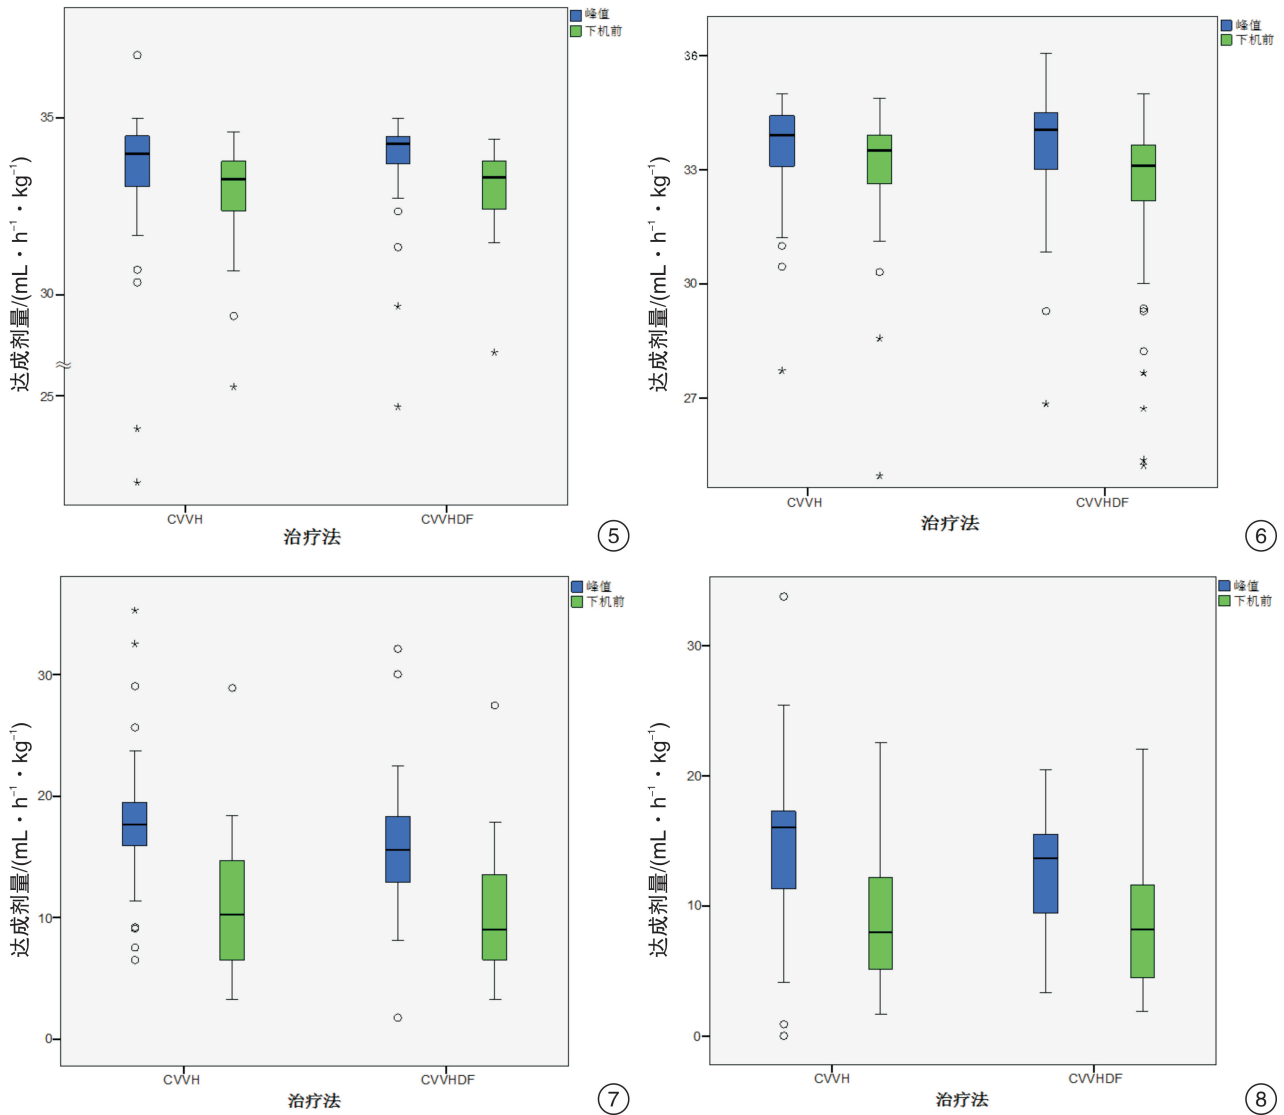 峰值
下机前
35
30
25
达成剂量/(mL·h⁻¹·kg⁻¹)
CVVH
CVVHDF
治疗法
⑤
峰值
下机前
36
33
30
27
达成剂量/(mL·h⁻¹·kg⁻¹)
CVVH
CVVHDF
治疗法
⑥
峰值
下机前
30
20
10
0
达成剂量/(mL·h⁻¹·kg⁻¹)
CVVH
CVVHDF
治疗法
⑦
峰值
下机前
30
20
10
0
达成剂量/(mL·h⁻¹·kg⁻¹)
CVVH
CVVHDF
治疗法
⑧